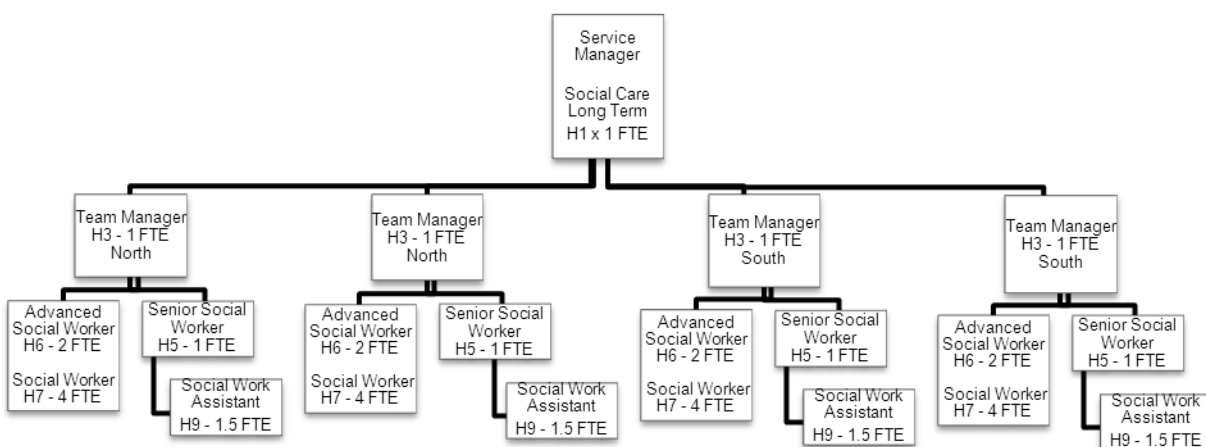 Service
Manager
Social Care
Long Term
H1 x 1 FTE
Team Manager
H3 - 1 FTE
North
Team Manager
H3 - 1 FTE
North
Team Manager
H3 - 1 FTE
South
Team Manager
H3 - 1 FTE
South
Advanced
Social Worker
H6 - 2 FTE
Social Worker
H7 - 4 FTE
Senior Social
Worker
H5 - 1 FTE
Social Work
Assistant
H9 - 1.5 FTE
Advanced
Social Worker
H6 - 2 FTE
Social Worker
H7 - 4 FTE
Senior Social
Worker
H5 - 1 FTE
Social Work
Assistant
H9 - 1.5 FTE
Advanced
Social Worker
H6 - 2 FTE
Social Worker
H7 - 4 FTE
Senior Social
Worker
H5 - 1 FTE
Social Work
Assistant
H9 - 1.5 FTE
Advanced
Social Worker
H6 - 2 FTE
Social Worker
H7 - 4 FTE
Senior Social
Worker
H5 - 1 FTE
Social Work
Assistant
H9 - 1.5 FTE